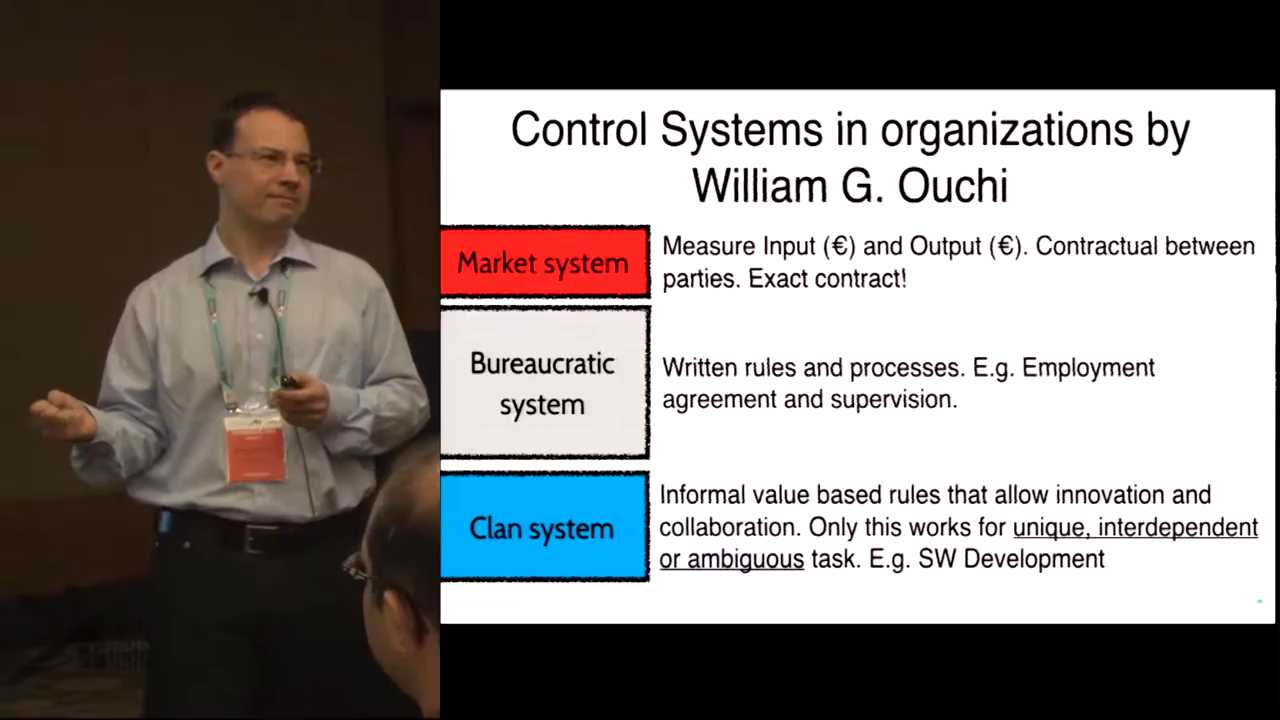 Control Systems in organizations by
William G. Ouchi
Market system
Measure Input (€) and Output (€). Contractual between
parties. Exact contract!
Bureaucratic
system
Written rules and processes. E.g. Employment
agreement and supervision.
Clan system
Informal value based rules that allow innovation and
collaboration. Only this works for unique, interdependent
or ambiguous task. E.g. SW Development